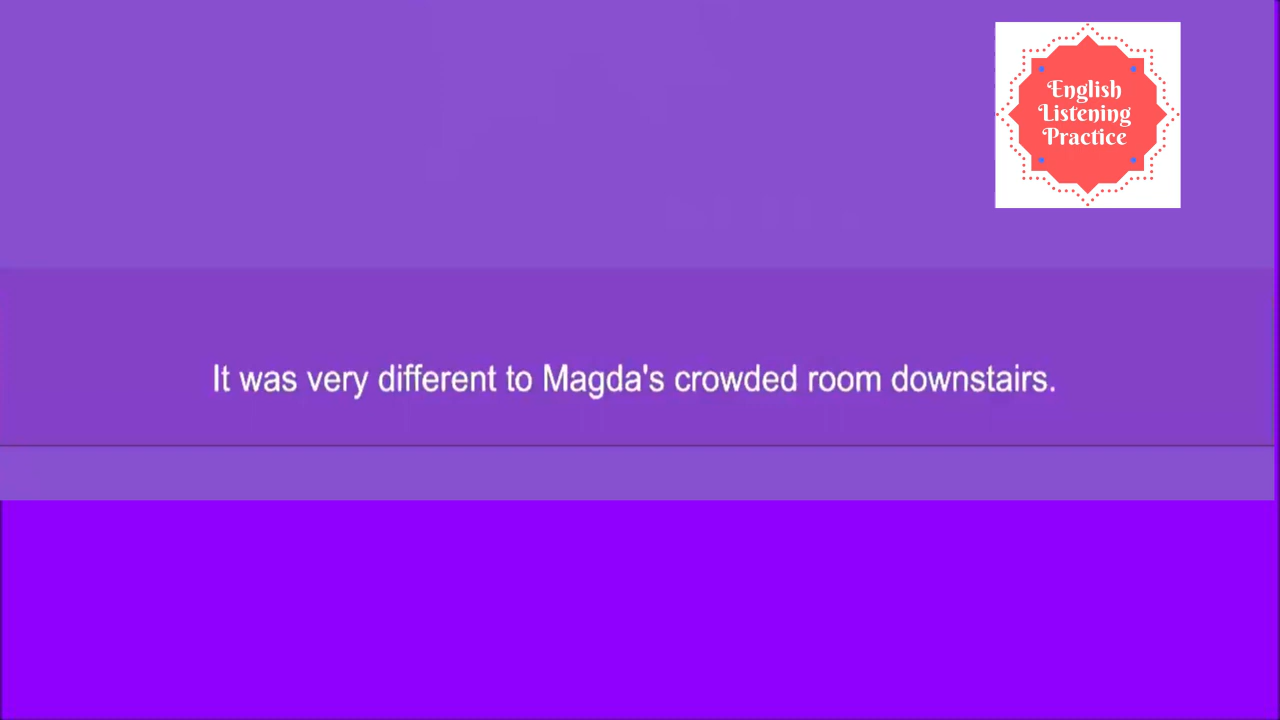 English
Listening
Practice
It was very different to Magda's crowded room downstairs.